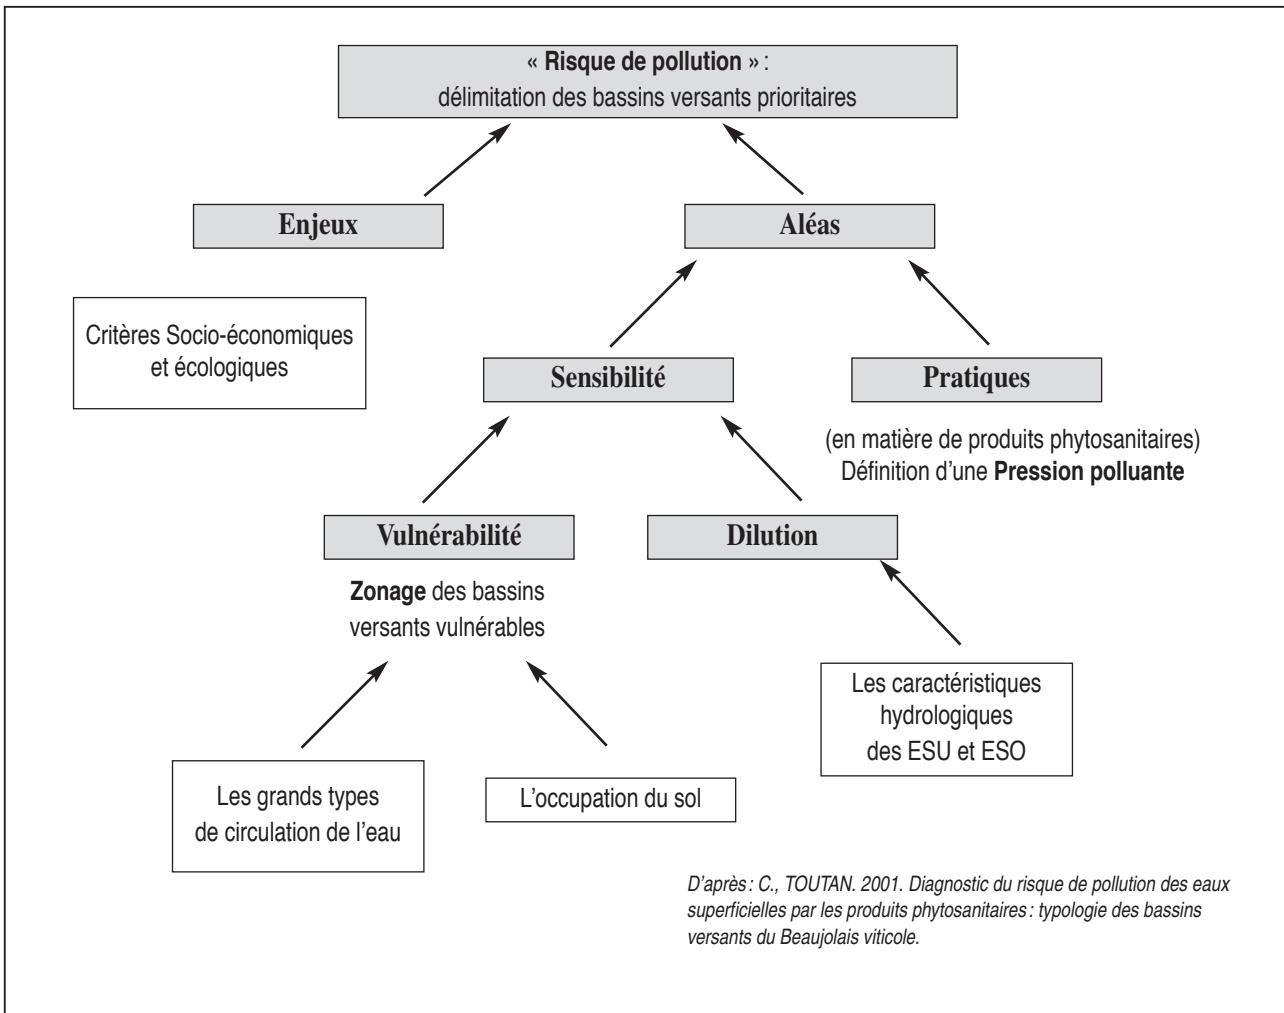 « Risque de pollution » :
délimitation des bassins versants prioritaires
Enjeux
Aléas
Critères Socio-économiques
et écologiques
Sensibilité
Pratiques
(en matière de produits phytosanitaires)
Définition d’une Pression polluante
Vulnérabilité
Dilution
Zonage des bassins
versants vulnérables
Les caractéristiques
hydrologiques
des ESU et ESO
Les grands types
de circulation de l’eau
L’occupation du sol
D’après : C., TOUTAN. 2001. Diagnostic du risque de pollution des eaux
superficielles par les produits phytosanitaires : typologie des bassins
versants du Beaujolais viticole.